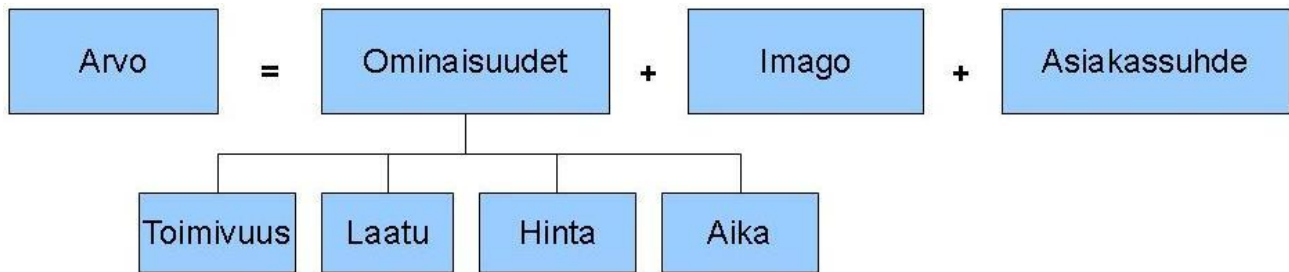 Arvo = Ominaisuudet + Imago + Asiakassuhde
Toimivuus Laatu Hinta Aika